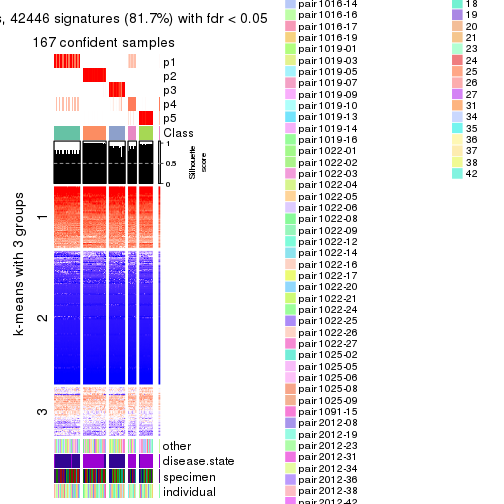 s, 42446 signatures (81.7%) with fdr < 0.05
167 confident samples
p1
p2
p3
p4
p5
Class
1
0.5
0
Silhouette
score
k-means with 3 groups
1
2
3
other
disease.state
specimen
individual
pair1016-14
pair1016-16
pair1016-17
pair1016-19
pair1019-01
pair1019-03
pair1019-05
pair1019-07
pair1019-09
pair1019-10
pair1019-13
pair1019-14
pair1019-16
pair1022-01
pair1022-02
pair1022-03
pair1022-04
pair1022-05
pair1022-06
pair1022-08
pair1022-09
pair1022-12
pair1022-14
pair1022-16
pair1022-17
pair1022-20
pair1022-21
pair1022-24
pair1022-25
pair1022-26
pair1022-27
pair1025-02
pair1025-05
pair1025-06
pair1025-08
pair1025-09
pair1091-15
pair2012-08
pair2012-19
pair2012-23
pair2012-31
pair2012-34
pair2012-36
pair2012-38
pair2012-42
18
19
20
21
23
24
25
26
27
31
34
35
36
37
38
42